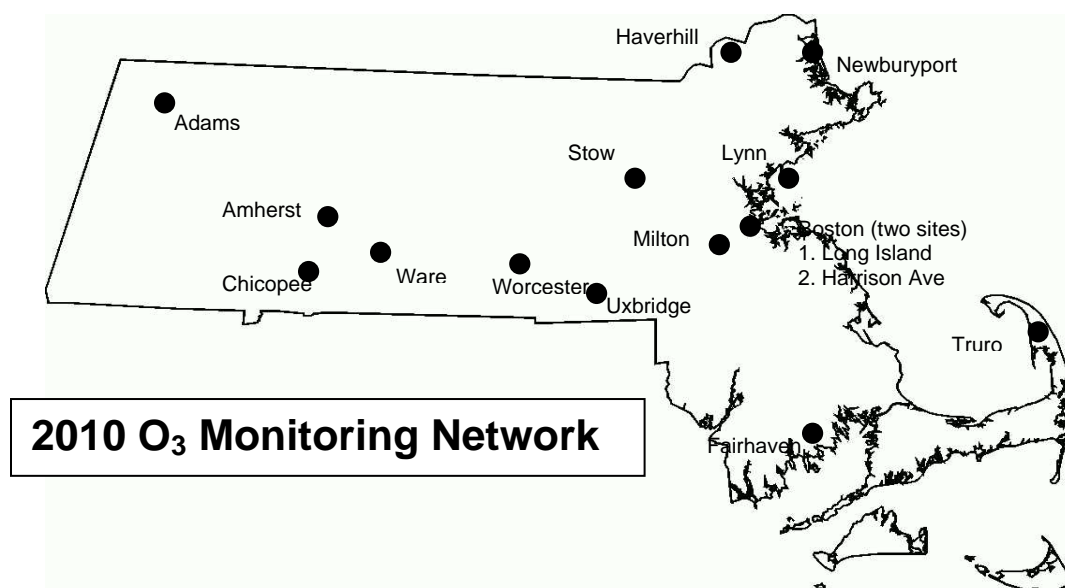 Haverhill
Newburyport
Adams
Stow
Lynn
Amherst
Boston (two sites)
Milton
1. Long Island
Chicopee
Ware
Worcester
2. Harrison Ave
Uxbridge
Truro
2010 O₃ Monitoring Network
Fairhaven